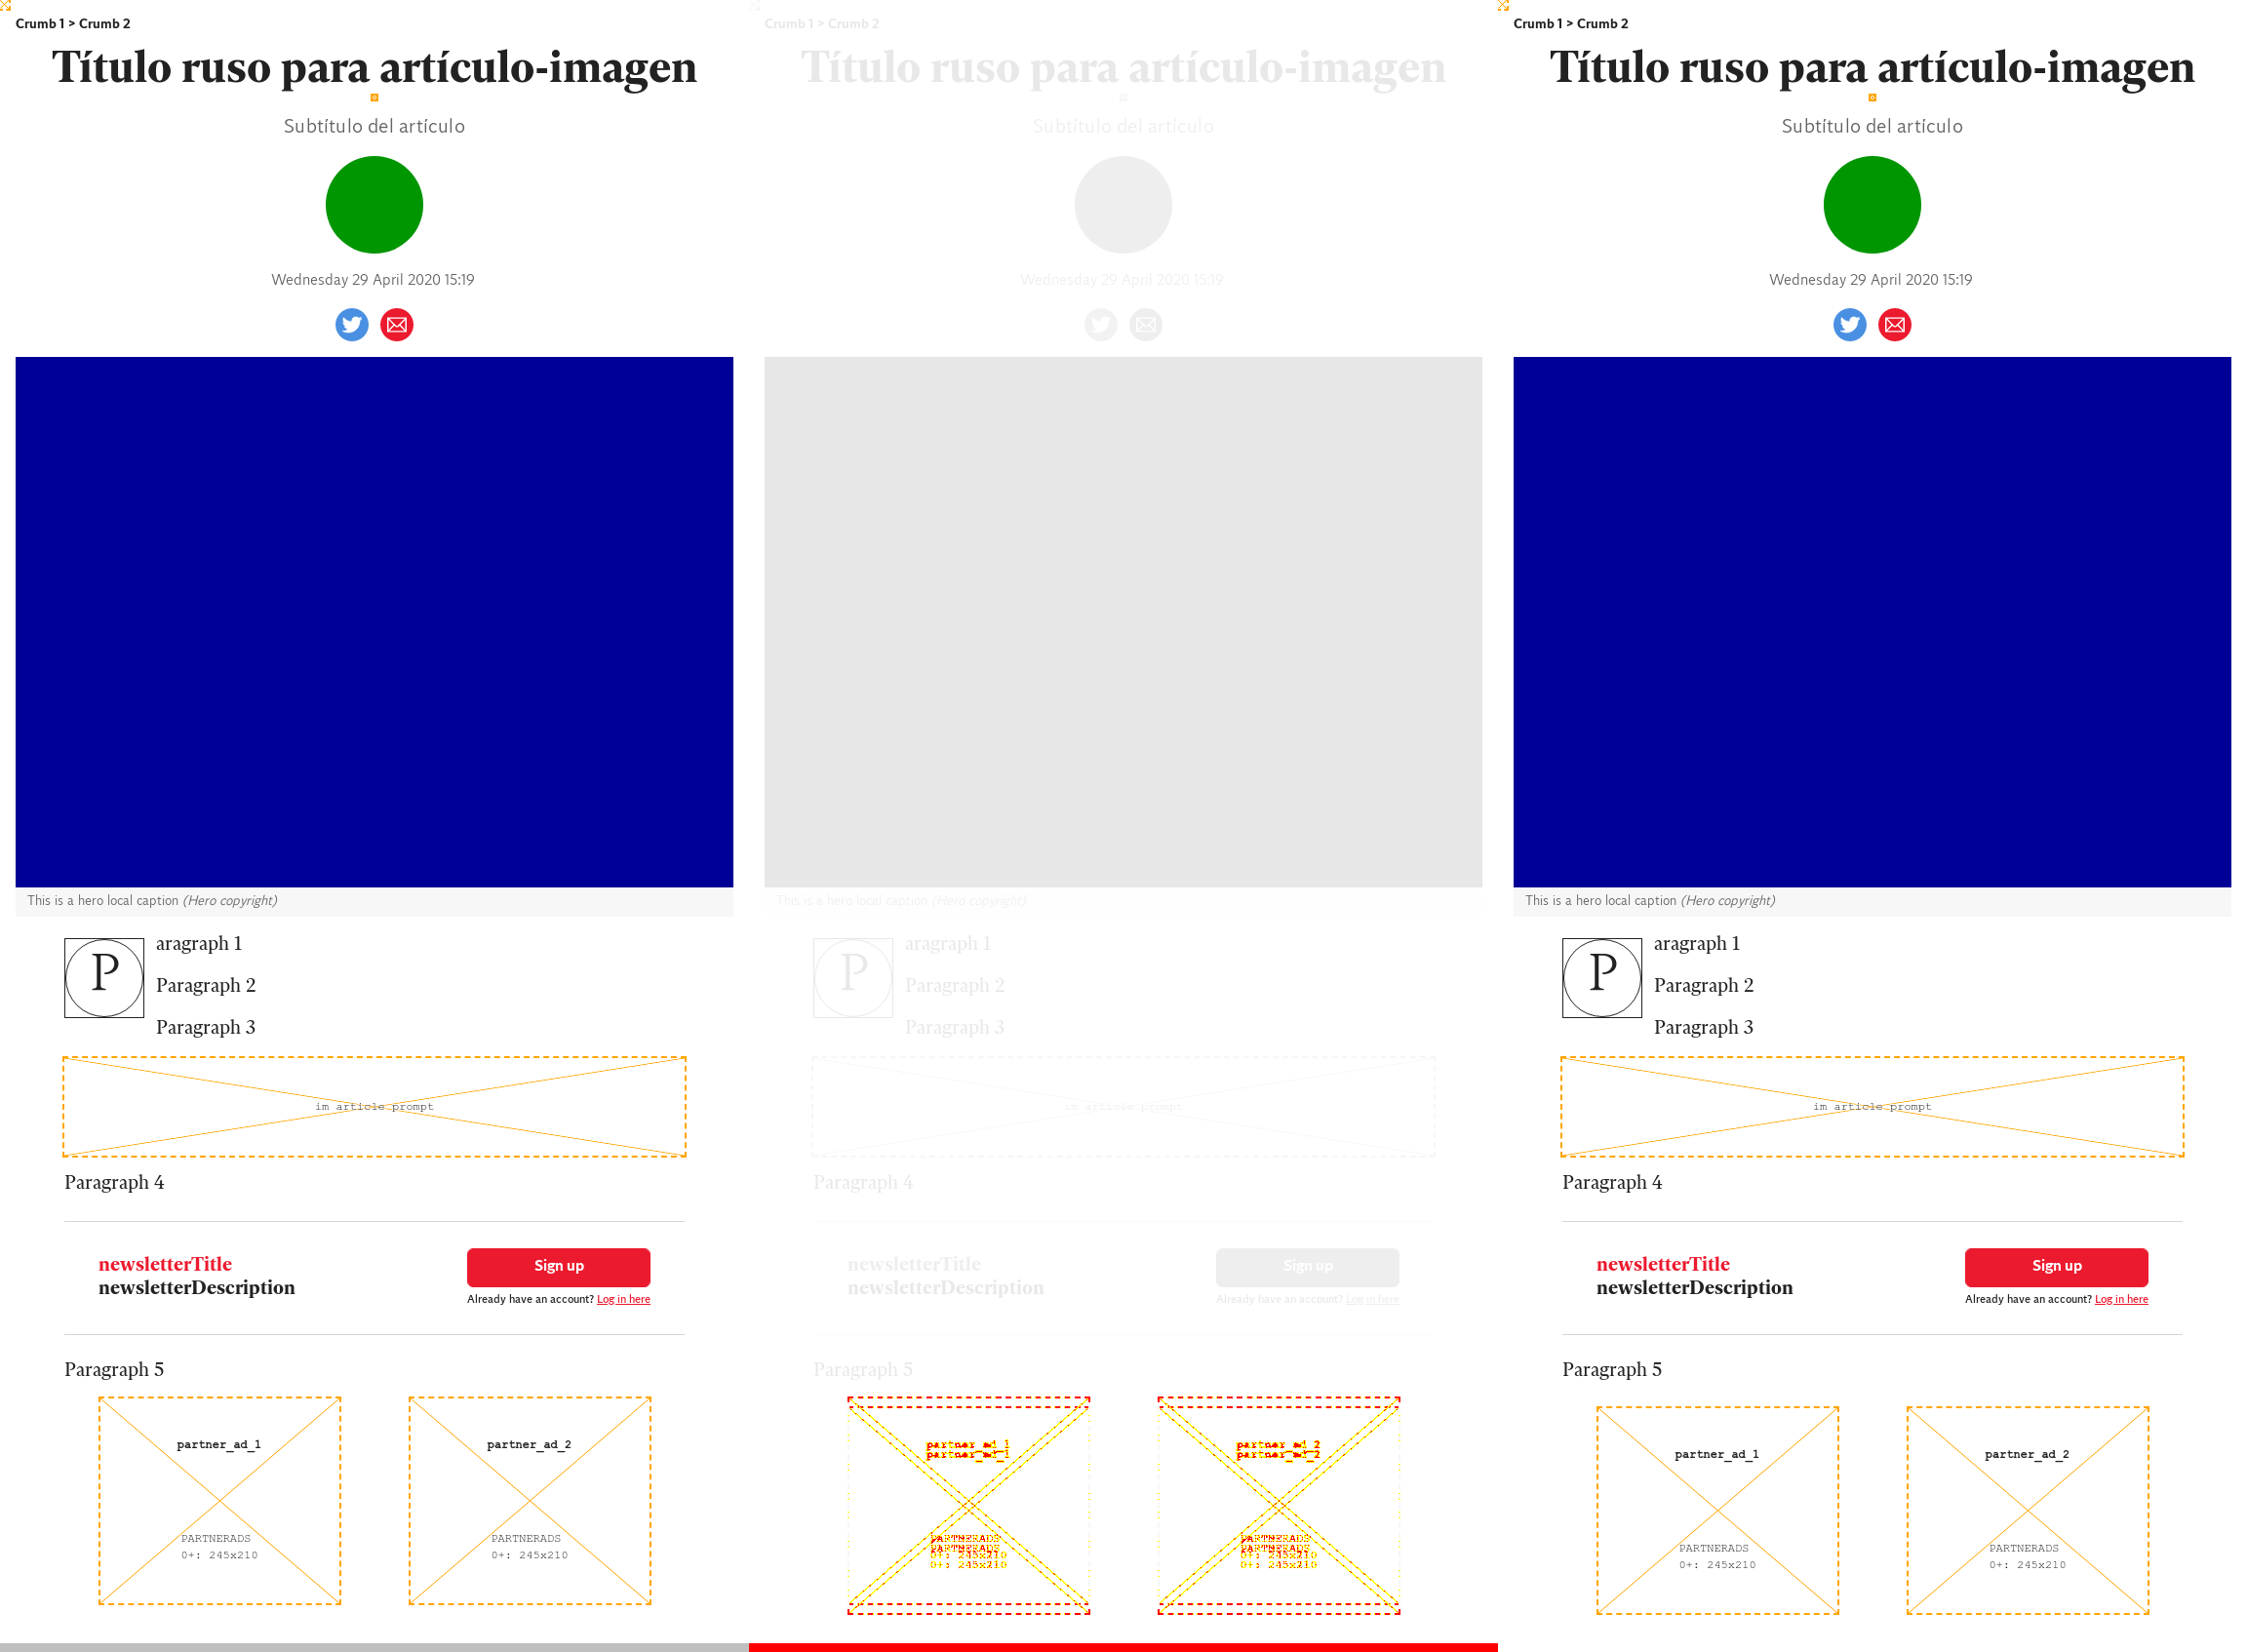 Crumb 1 > Crumb 2
Título ruso para artículo-imagen
Subtitulo del articulo
Wednesday 29 April 2020 15:19
This is a hero local caption (Hero copyright)
P
aragraph 1
Paragraph 2
Paragraph 3
im article prompt
Paragraph 4
newsletterTitle
newsletterDescription
Sign up
Already have an account? Log in here
Paragraph 5
partner_ad_1
PARTNERADS
0+: 245x210
partner_ad_2
PARTNERADS
0+: 245x210
Crumb 1 > Crumb 2
Título ruso para artículo-imagen
Subtitulo del articulo
Wednesday 29 April 2020 15:19
This is a hero local caption (Hero copyright)
P
aragraph 1
Paragraph 2
Paragraph 3
im article prompt
Paragraph 4
newsletterTitle
newsletterDescription
Sign up
Already have an account? Log in here
Paragraph 5
partner_ad_1
partner_ad_1
PARTNERADS
PARTNERADS
0+: 245x210
0+: 245x210
partner_ad_2
partner_ad_2
PARTNERADS
PARTNERADS
0+: 245x210
0+: 245x210
Crumb 1 > Crumb 2
Título ruso para artículo-imagen
Subtitulo del articulo
Wednesday 29 April 2020 15:19
This is a hero local caption (Hero copyright)
P
aragraph 1
Paragraph 2
Paragraph 3
im article prompt
Paragraph 4
newsletterTitle
newsletterDescription
Sign up
Already have an account? Log in here
Paragraph 5
partner_ad_1
PARTNERADS
0+: 245x210
partner_ad_2
PARTNERADS
0+: 245x210